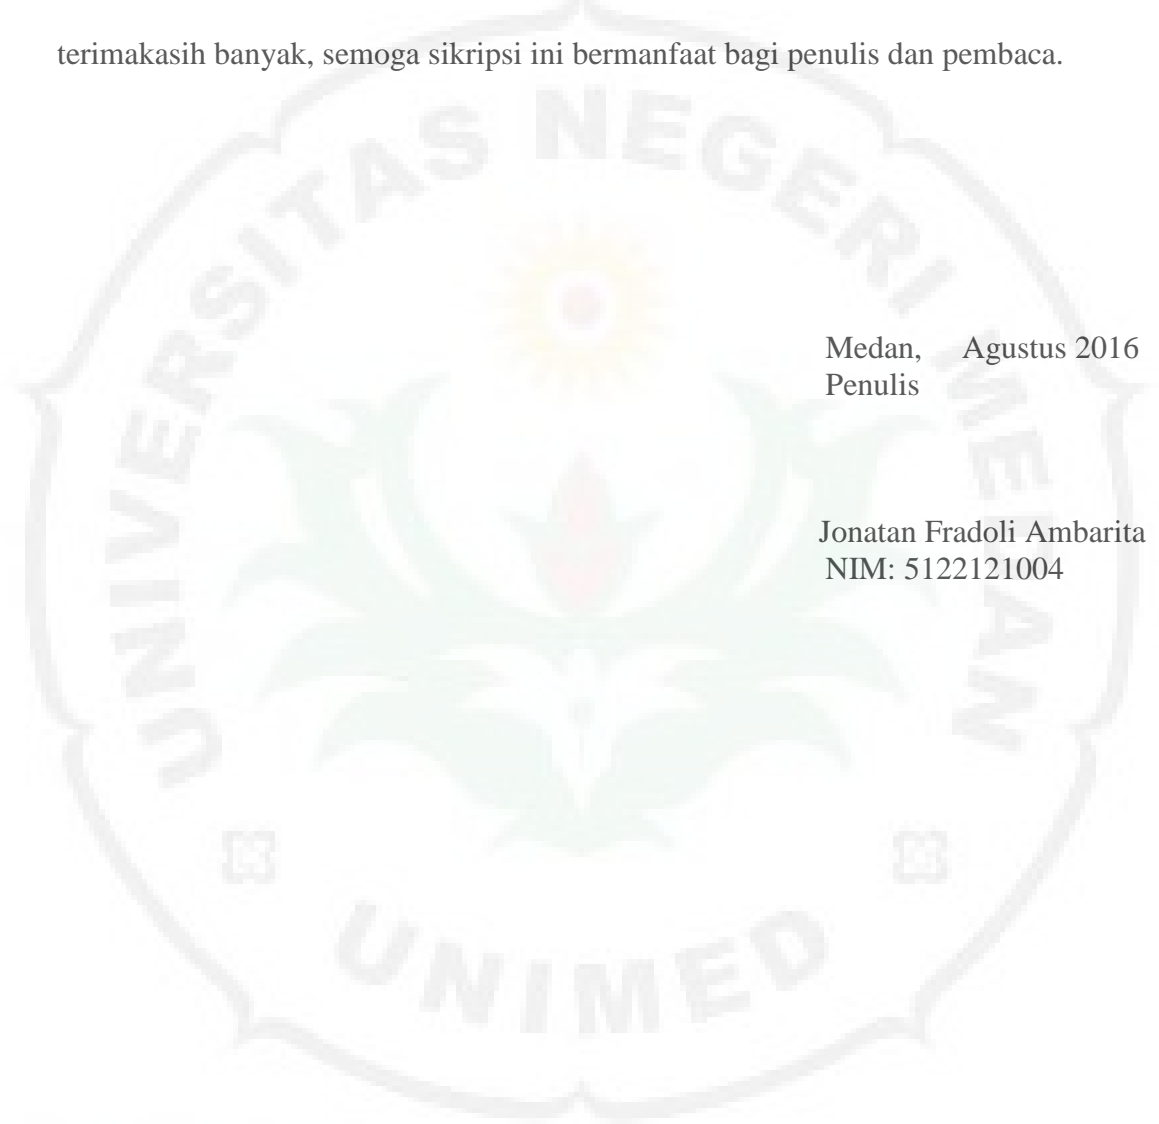 terimakasih banyak, semoga sikripsi ini bermanfaat bagi penulis dan pembaca.
UNIVERSITAS NEGERI MEDAN
Medan, Agustus 2016
Penulis
Jonatan Fradoli Ambarita
NIM: 5122121004
UNIMED